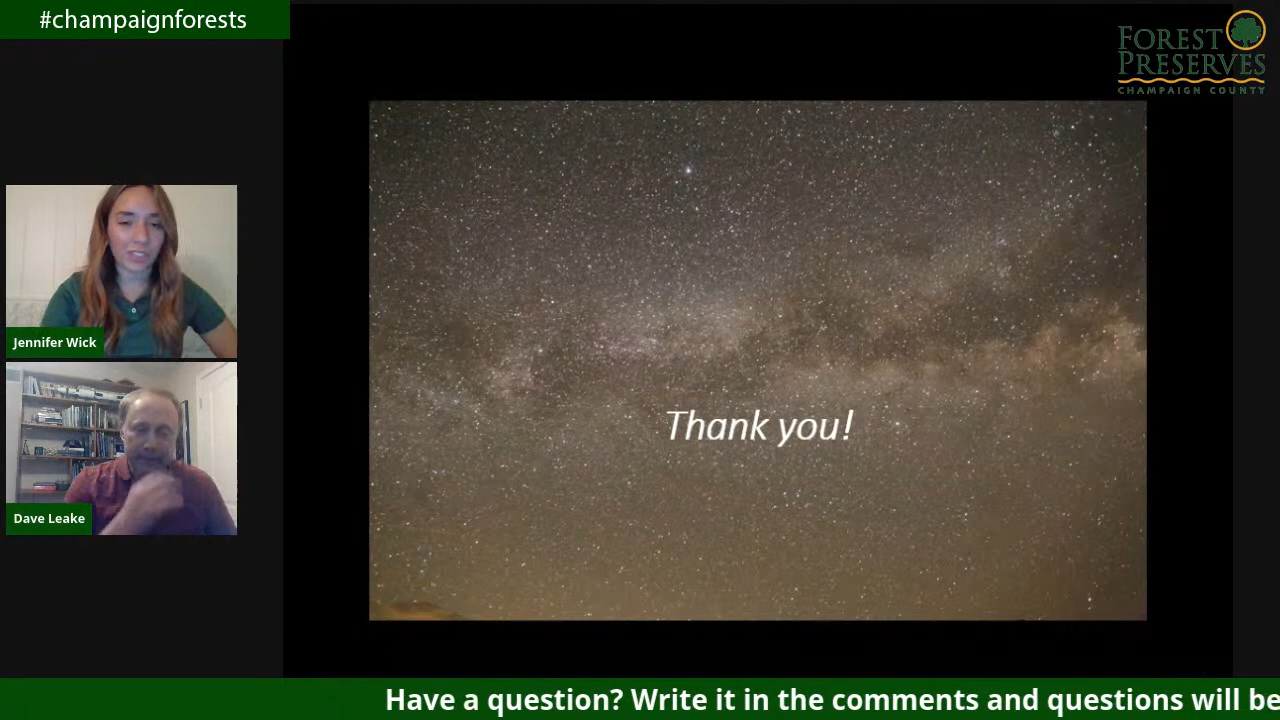 #champaignforests
FOREST
PRESERVES
CHAMPAIGN COUNTY
Jennifer Wick
Dave Leake
Thank you!
Have a question? Write it in the comments and questions will be